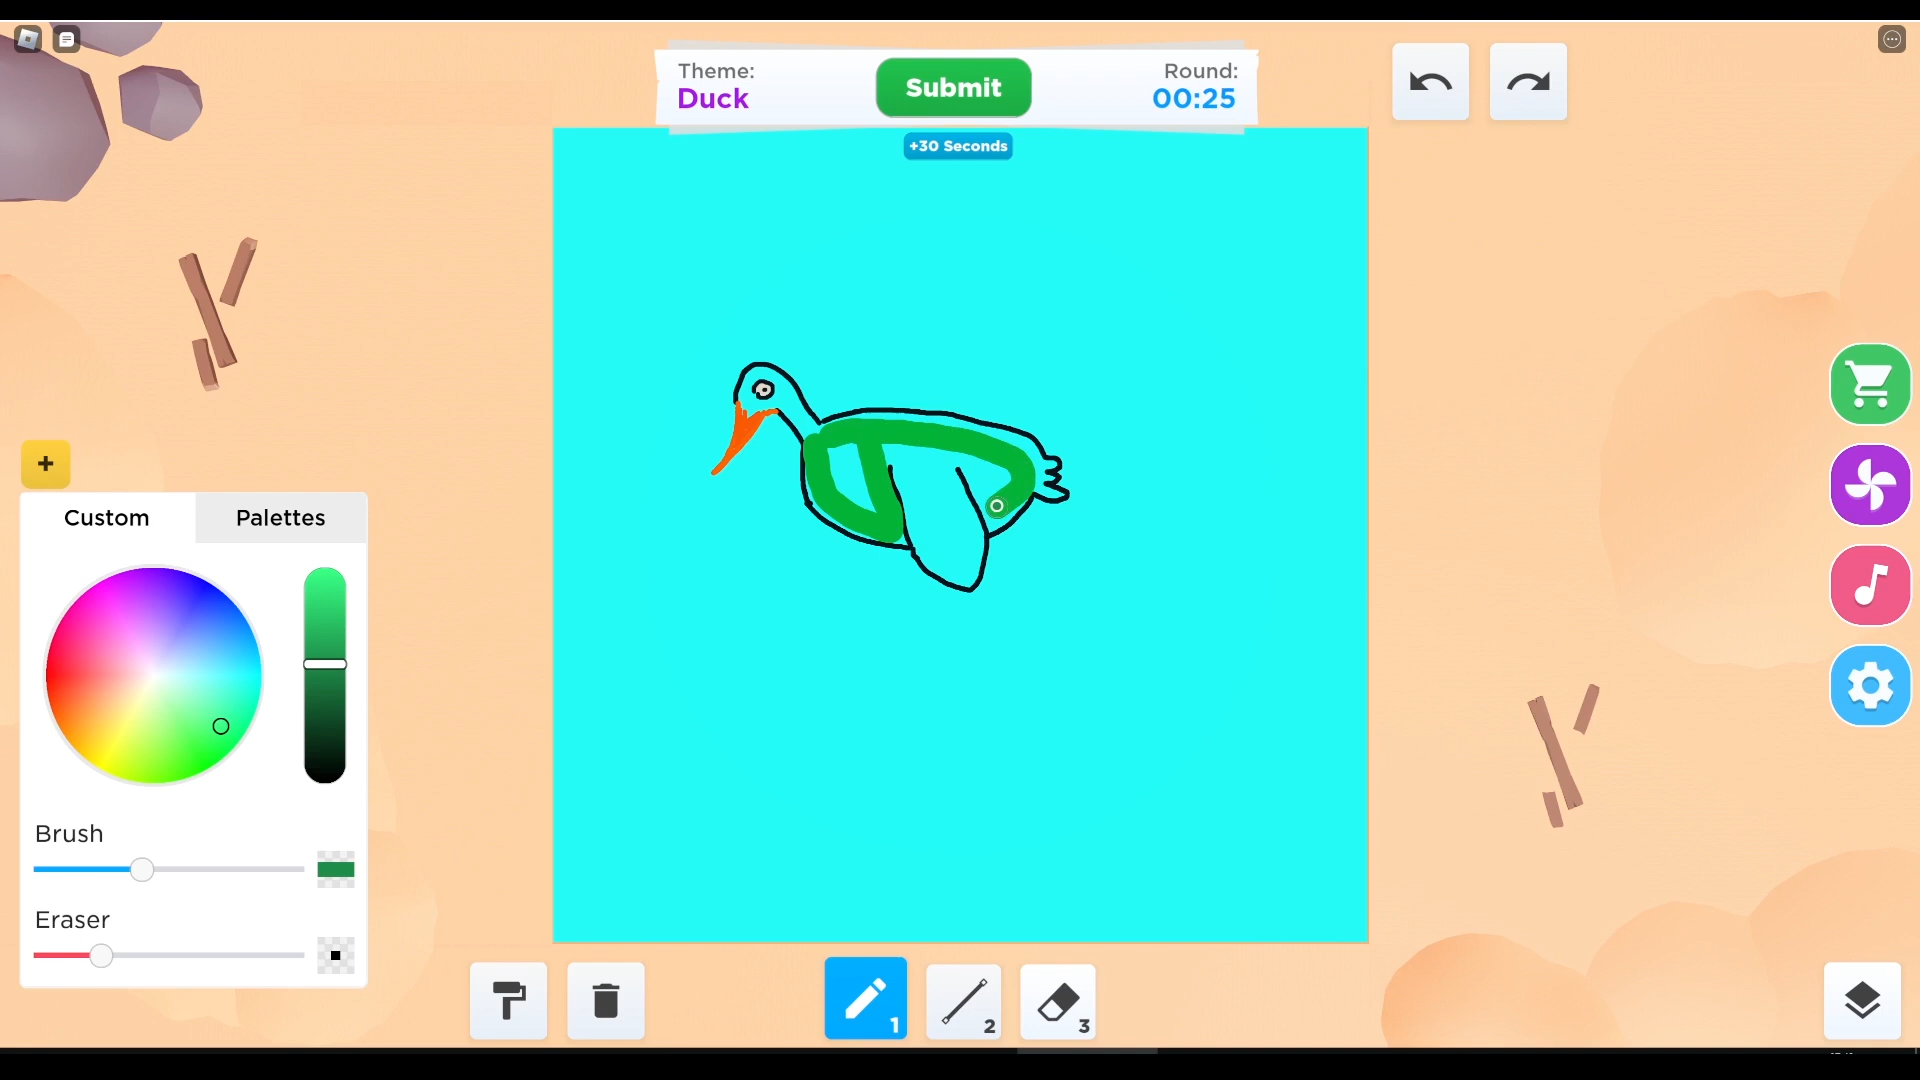 Theme:
Duck
Submit
Round:
00:25
+30 Seconds
+
Custom
Palettes
Brush
Eraser
1
2
3